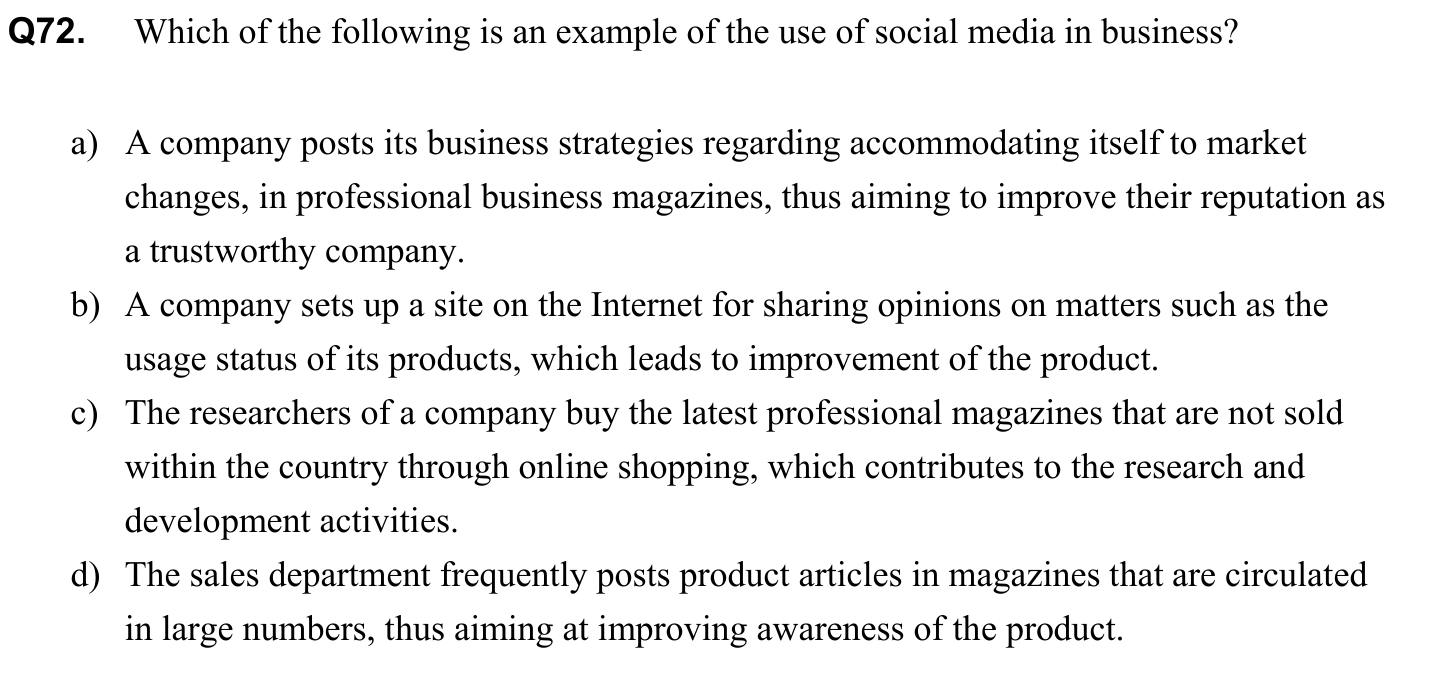 Q72. Which of the following is an example of the use of social media in business?
a) A company posts its business strategies regarding accommodating itself to market
changes, in professional business magazines, thus aiming to improve their reputation as
a trustworthy company.
b) A company sets up a site on the Internet for sharing opinions on matters such as the
usage status of its products, which leads to improvement of the product.
c) The researchers of a company buy the latest professional magazines that are not sold
within the country through online shopping, which contributes to the research and
development activities.
d) The sales department frequently posts product articles in magazines that are circulated
in large numbers, thus aiming at improving awareness of the product.